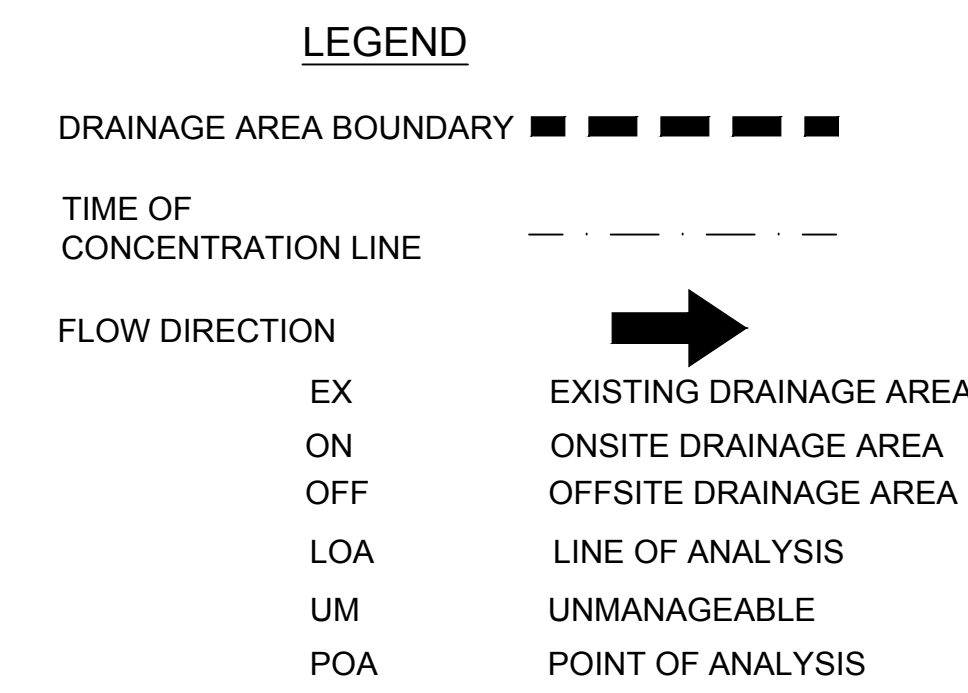 LEGEND
DRAINAGE AREA BOUNDARY
TIME OF
CONCENTRATION LINE
FLOW DIRECTION
EX EXISTING DRAINAGE AREA
ON ONSITE DRAINAGE AREA
OFF OFFSITE DRAINAGE AREA
LOA LINE OF ANALYSIS
UM UNMANAGEABLE
POA POINT OF ANALYSIS